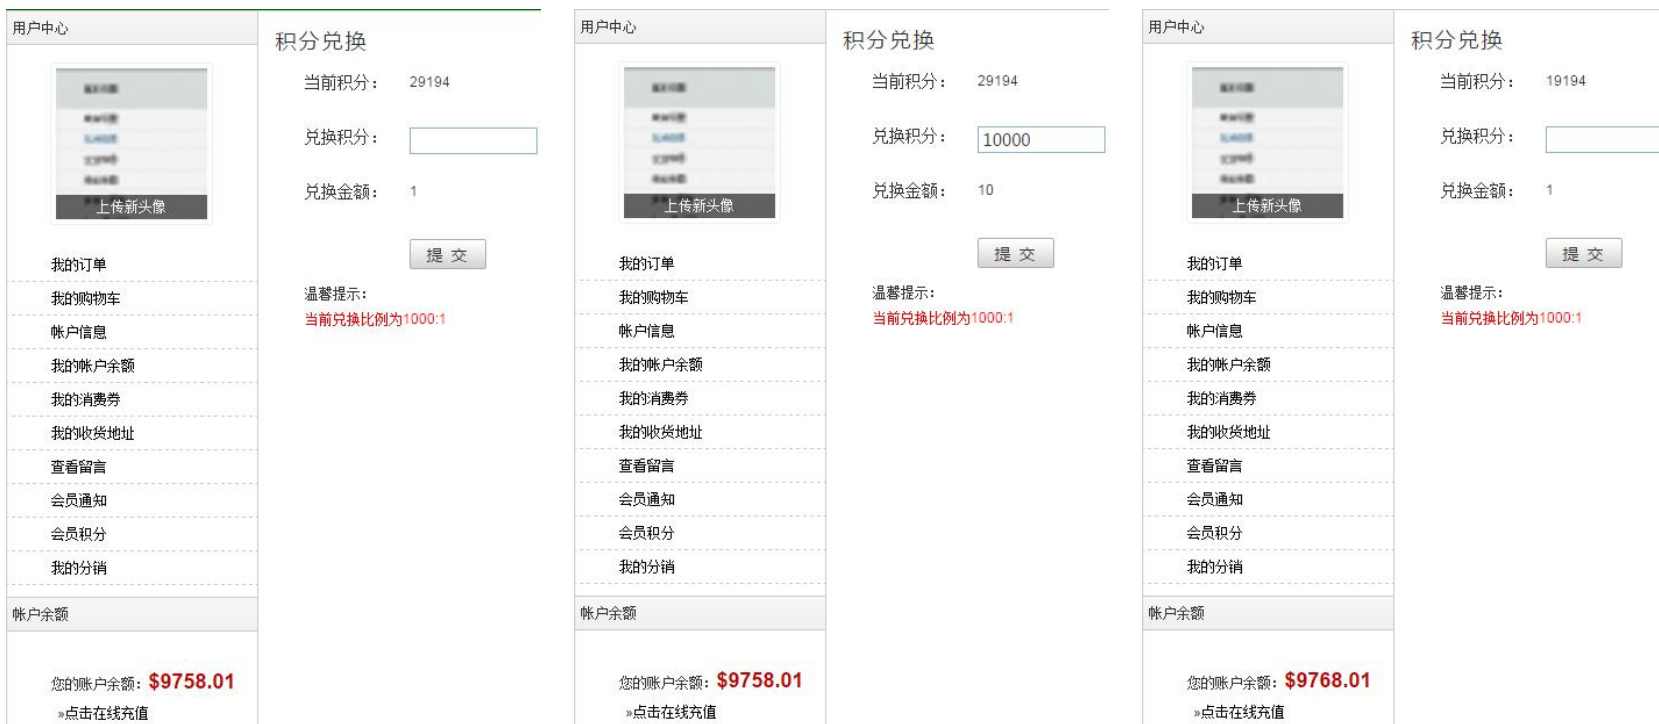 用户中心
上传新头像
我的订单
我的购物车
帐户信息
我的帐户余额
我的消费券
我的收货地址
查看留言
会员通知
会员积分
我的分销
帐户余额
您的账户余额：$9758.01
»点击在线充值
积分兑换
当前积分： 29194
兑换积分：
兑换金额： 1
提 交
温馨提示：
当前兑换比例为1000:1
用户中心
上传新头像
我的订单
我的购物车
帐户信息
我的帐户余额
我的消费券
我的收货地址
查看留言
会员通知
会员积分
我的分销
帐户余额
您的账户余额：$9758.01
»点击在线充值
积分兑换
当前积分： 29194
兑换积分： 10000
兑换金额： 10
提 交
温馨提示：
当前兑换比例为1000:1
用户中心
上传新头像
我的订单
我的购物车
帐户信息
我的帐户余额
我的消费券
我的收货地址
查看留言
会员通知
会员积分
我的分销
帐户余额
您的账户余额：$9768.01
»点击在线充值
积分兑换
当前积分： 19194
兑换积分：
兑换金额： 1
提 交
温馨提示：
当前兑换比例为1000:1